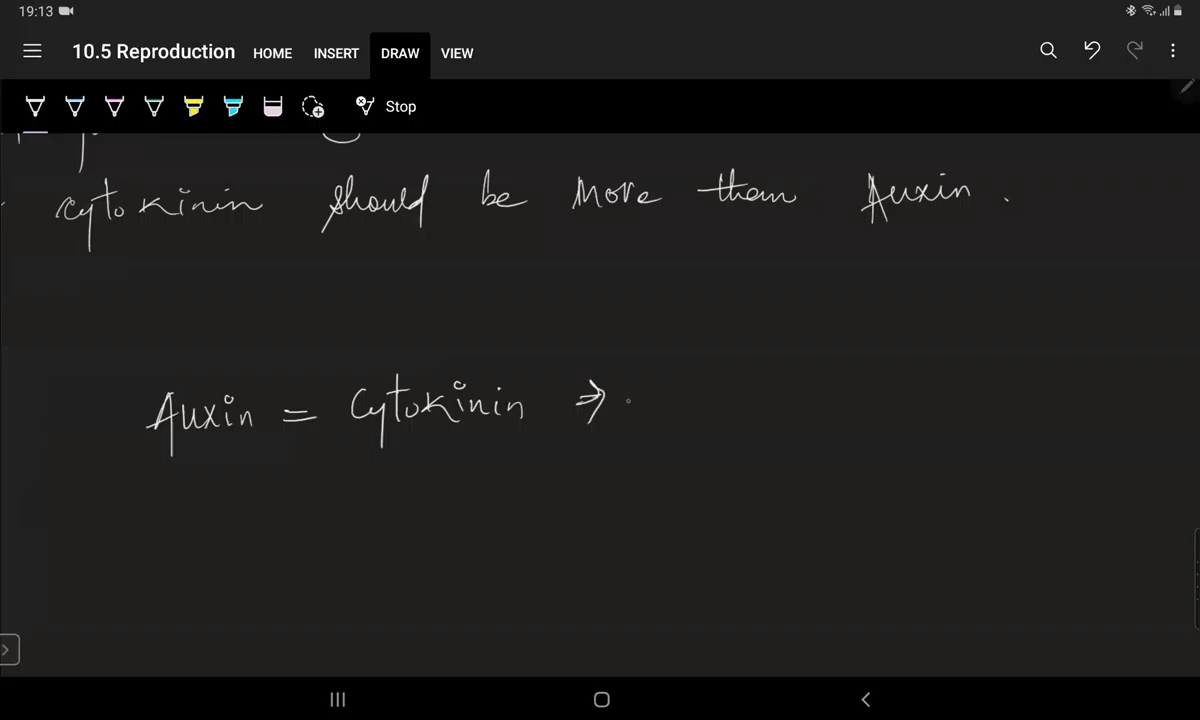 19:13
10.5 Reproduction HOME INSERT DRAW VIEW
Stop
cytokinin should be more than Auxin.
Auxin = Cytokinin ⇒